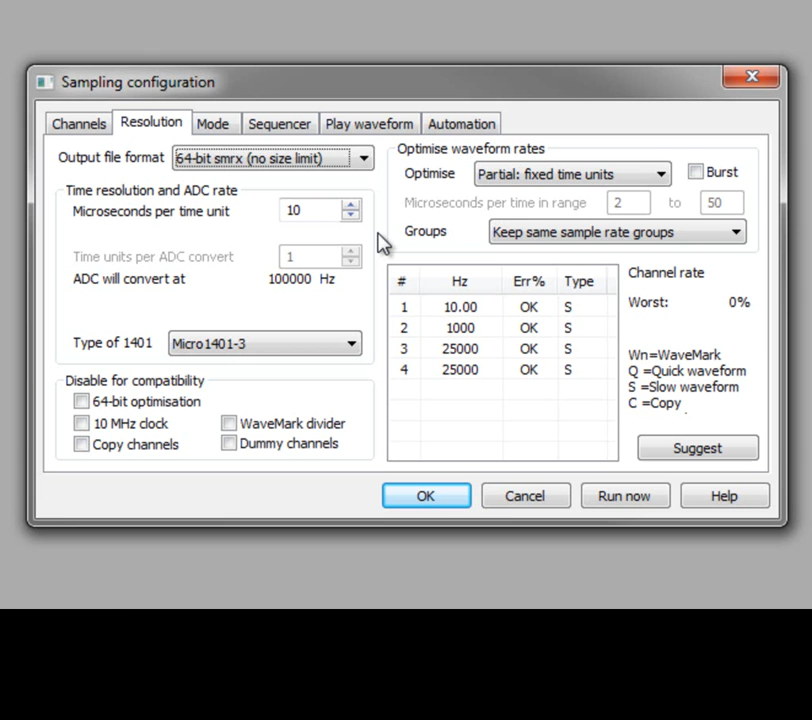 Sampling configuration
Channels Resolution Mode Sequencer Play waveform Automation
Output file format 64-bit smrx (no size limit)
Time resolution and ADC rate
Microseconds per time unit 10
Time units per ADC convert 1
ADC will convert at 100000 Hz
Type of 1401 Micro1401-3
Disable for compatibility
64-bit optimisation
10 MHz clock WaveMark divider
Copy channels Dummy channels
Optimise waveform rates
Optimise Partial: fixed time units Burst
Microseconds per time in range 2 to 50
Groups Keep same sample rate groups
# Hz Err% Type
1 10.00 OK S
2 1000 OK S
3 25000 OK S
4 25000 OK S
Channel rate
Worst: 0%
Wn=WaveMark
Q =Quick waveform
S =Slow waveform
C =Copy
Suggest
OK Cancel Run now Help